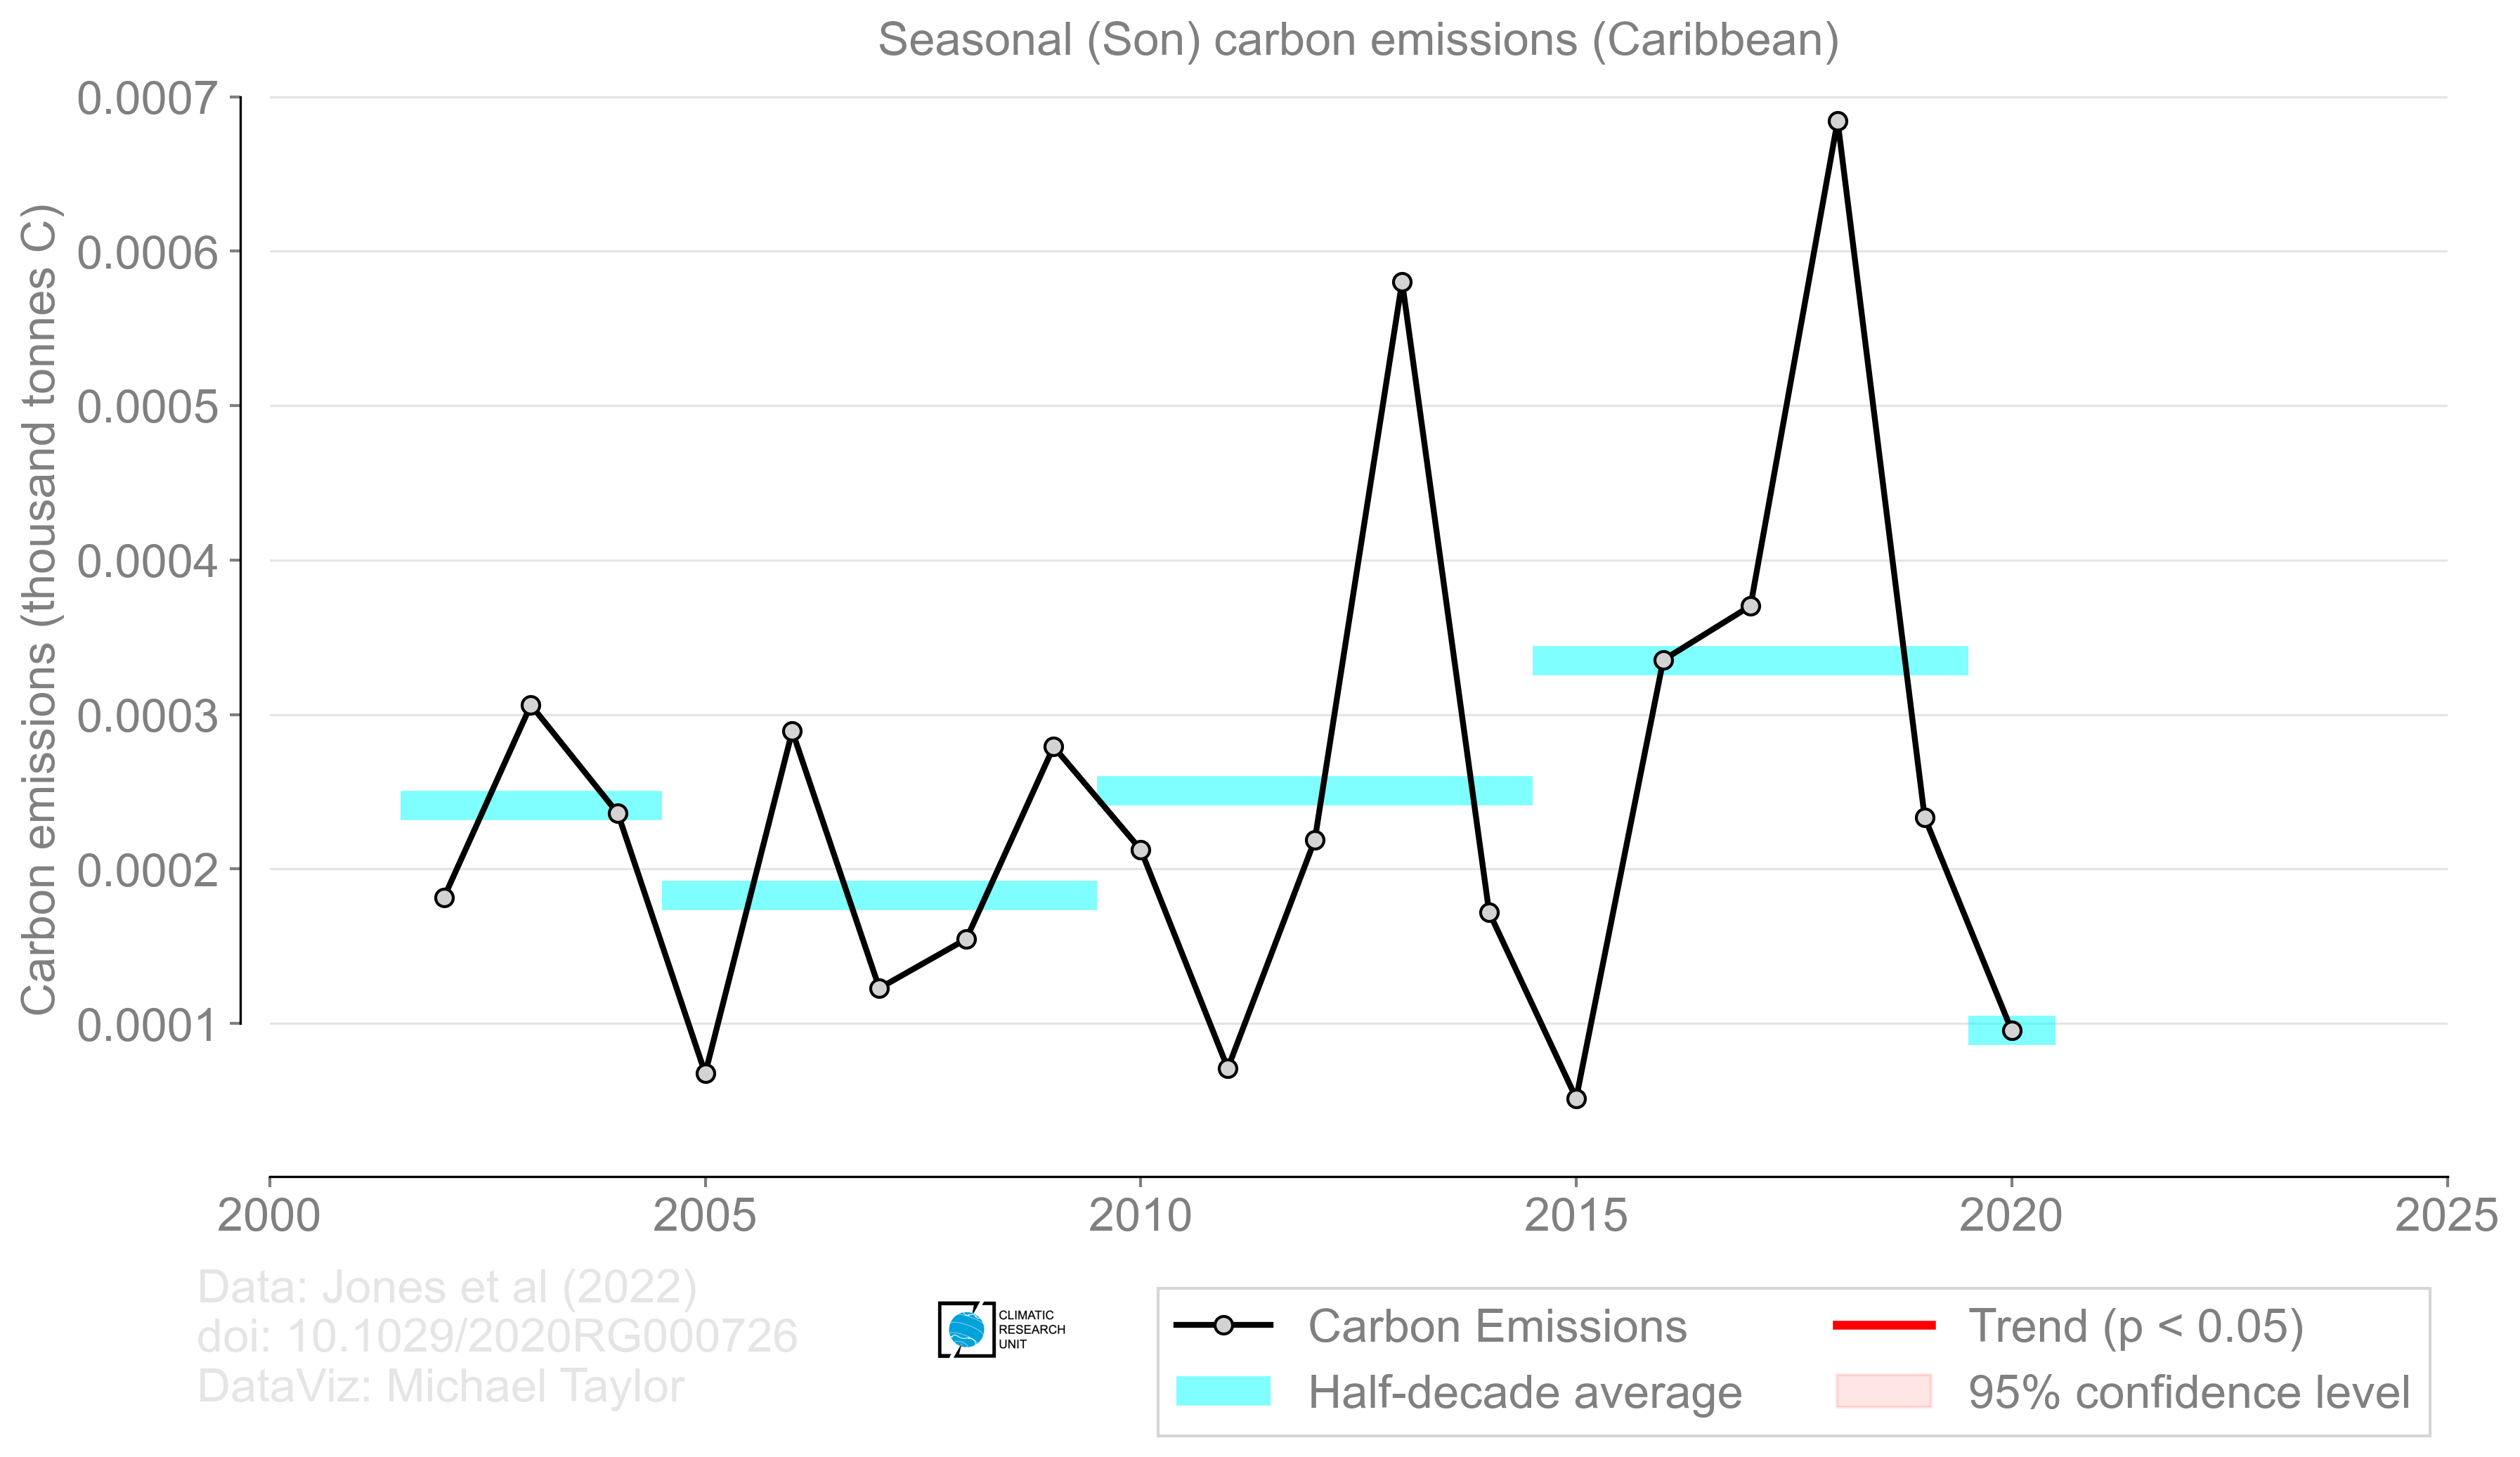 Seasonal (Son) carbon emissions (Caribbean)
Carbon emissions (thousand tonnes C)
0.0007
0.0006
0.0005
0.0004
0.0003
0.0002
0.0001
2000
2005
2010
2015
2020
2025
Data: Jones et al (2022)
doi: 10.1029/2020RG000726
DataViz: Michael Taylor
CLIMATIC
RESEARCH
UNIT
Carbon Emissions
Half-decade average
Trend (p < 0.05)
95% confidence level